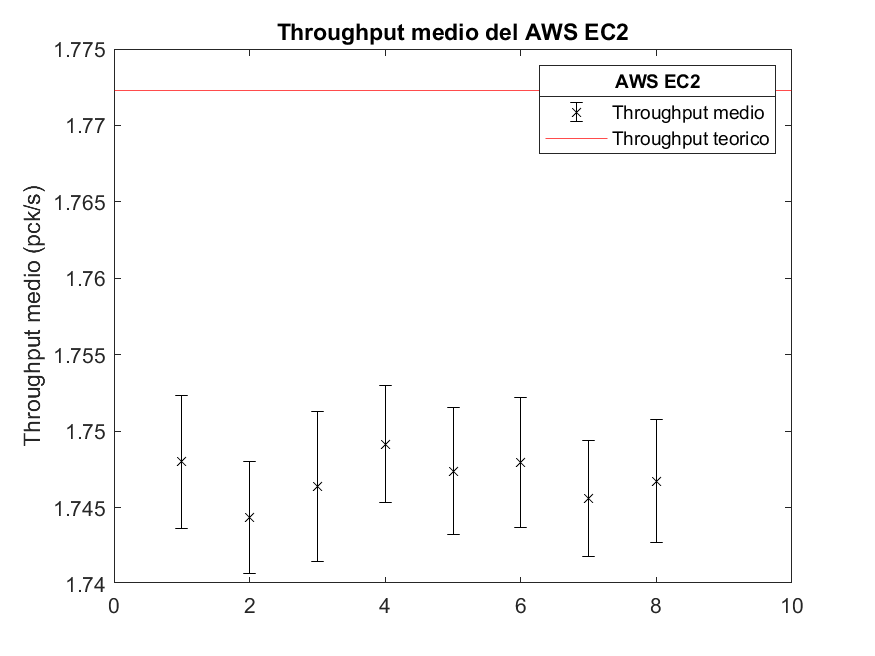 Throughput medio del AWS EC2
1.775
1.77
1.765
1.76
1.755
1.75
1.745
1.74
Throughput medio (pck/s)
AWS EC2
Throughput medio
Throughput teorico
0 2 4 6 8 10